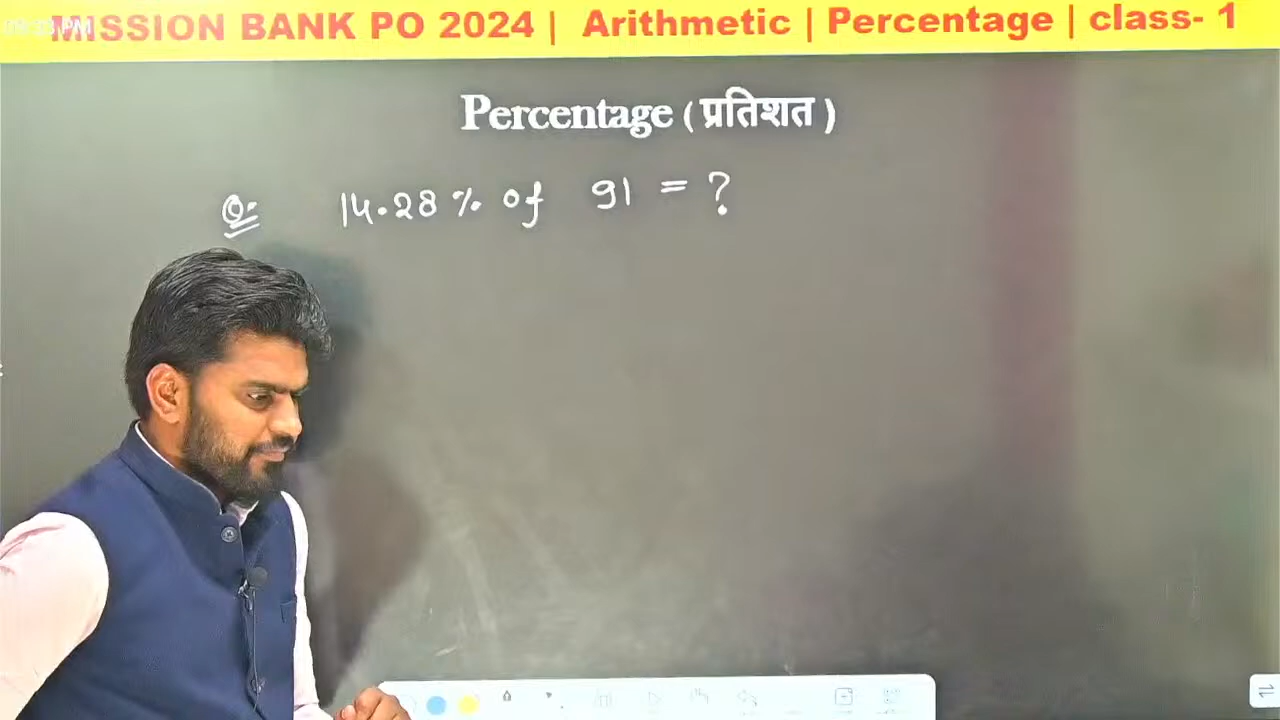 MISSION BANK PO 2024 | Arithmetic | Percentage | class- 1
Percentage ( प्रतिशत )
Q. 14.28 % of 91 = ?